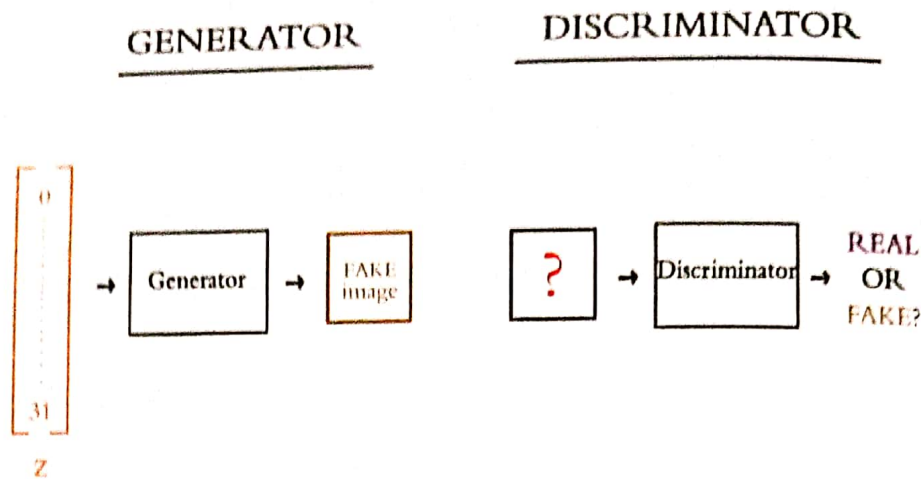 GENERATOR
DISCRIMINATOR
0
31
Z
Generator
FAKE
image
?
Discriminator
REAL
OR
FAKE?